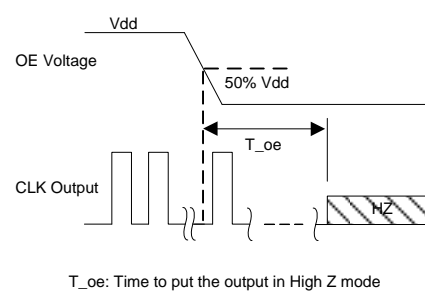 Vdd
OE Voltage
50% Vdd
T_oe
CLK Output
HZ
T_oe: Time to put the output in High Z mode